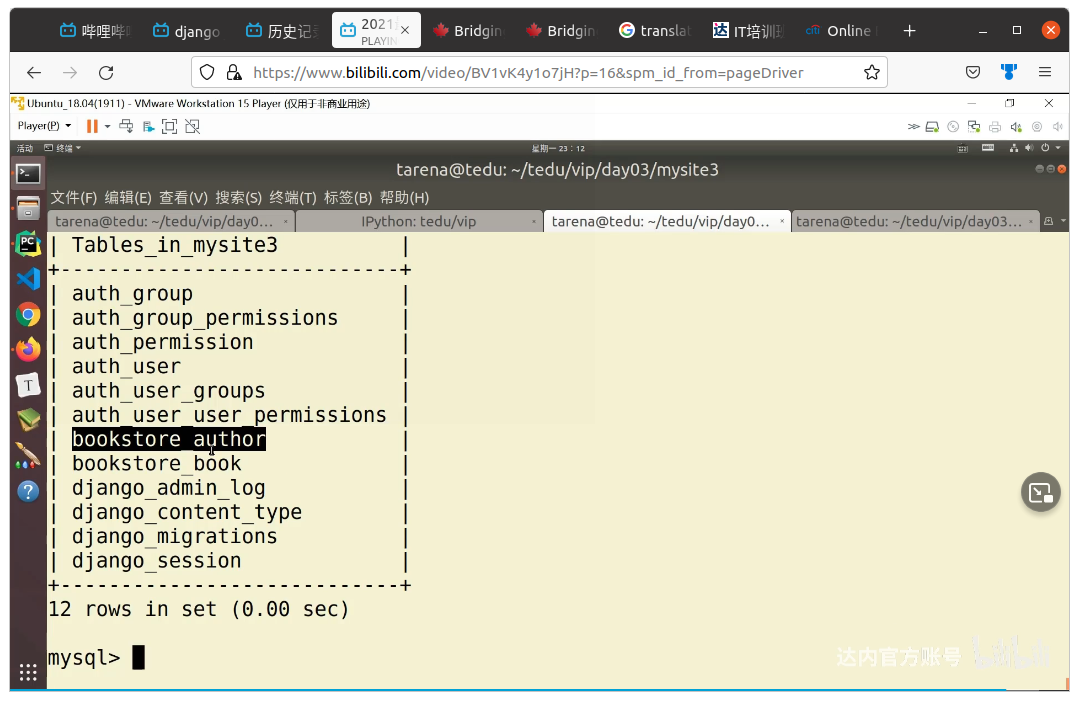 哔哩哔哩
django
历史记录
2021
PLAYIN
Bridgin
Bridgin
translat
达 IT培训班
citi Online
https://www.bilibili.com/video/BV1vK4y1o7jH?p=16&spm_id_from=pageDriver
Ubuntu_18.04(1911) - VMware Workstation 15 Player (仅用于非商业用途)
Player(P)
活动 终端 星期一 23：12
tarena@tedu: ~/tedu/vip/day03/mysite3
文件(F) 编辑(E) 查看(V) 搜索(S) 终端(T) 标签(B) 帮助(H)
tarena@tedu: ~/tedu/vip/day0...
IPython: tedu/vip
tarena@tedu: ~/tedu/vip/day0...
tarena@tedu: ~/tedu/vip/day03...
| Tables_in_mysite3 |
+----------------------------+
| auth_group |
| auth_group_permissions |
| auth_permission |
| auth_user |
| auth_user_groups |
| auth_user_user_permissions |
| bookstore_author |
| bookstore_book |
| django_admin_log |
| django_content_type |
| django_migrations |
| django_session |
+----------------------------+
12 rows in set (0.00 sec)
mysql>
达内官方账号